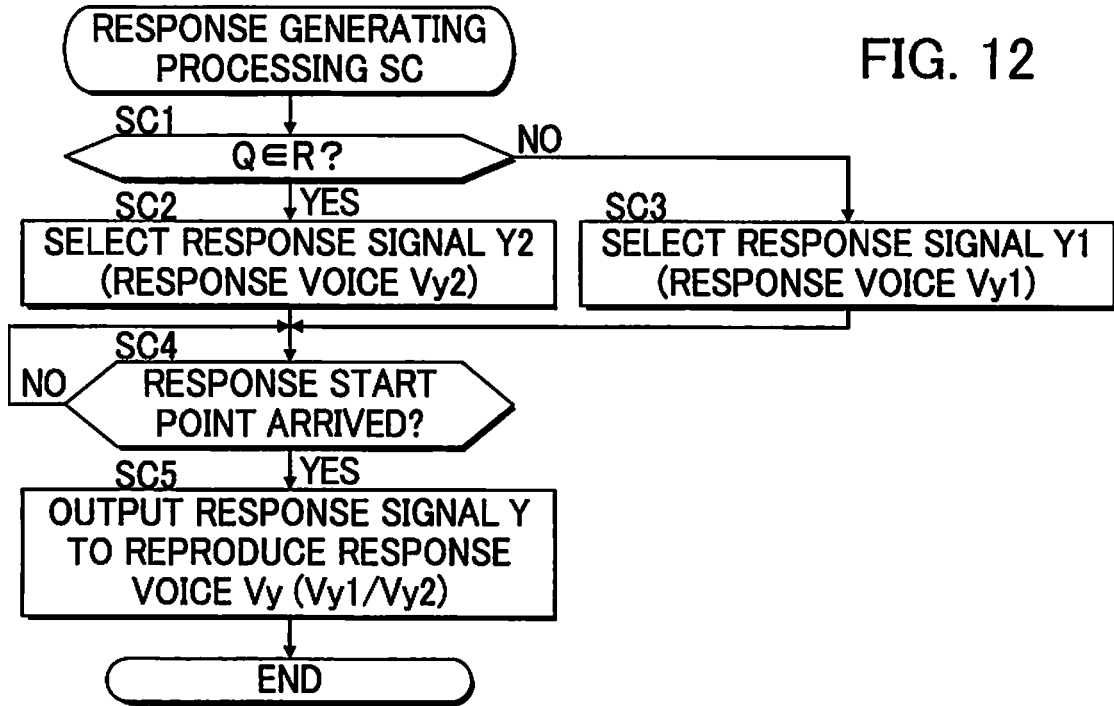 RESPONSE GENERATING
PROCESSING SC
FIG. 12
SC1
Q∈R?
NO
YES
SC2
SELECT RESPONSE SIGNAL Y2
(RESPONSE VOICE Vy2)
SC3
SELECT RESPONSE SIGNAL Y1
(RESPONSE VOICE Vy1)
SC4
NO
RESPONSE START
POINT ARRIVED?
YES
SC5
OUTPUT RESPONSE SIGNAL Y
TO REPRODUCE RESPONSE
VOICE Vy (Vy1/Vy2)
END